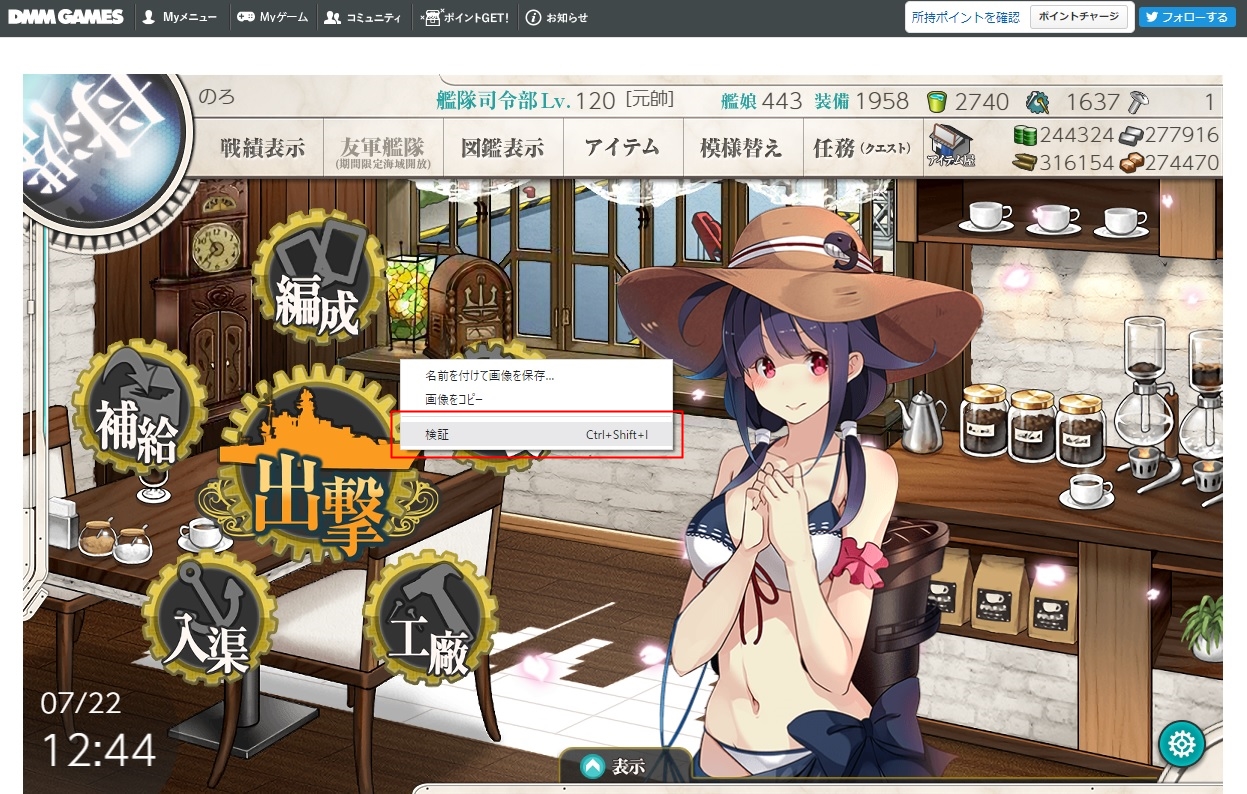 DMM GAMES
Myメニュー
Myゲーム
コミュニティ
ポイントGET!
お知らせ
所持ポイントを確認
ポイントチャージ
フォローする
母港
のろ
艦隊司令部Lv. 120 [元帥]
艦娘 443
装備 1958
2740
1637
1
戦績表示
友軍艦隊
(期間限定海域開放)
図鑑表示
アイテム
模様替え
任務 (クエスト)
アイテム屋
244324
277916
316154
274470
編成
補給
出撃
入渠
工廠
名前を付けて画像を保存...
画像をコピー
検証 Ctrl+Shift+I
07/22
12:44
表示